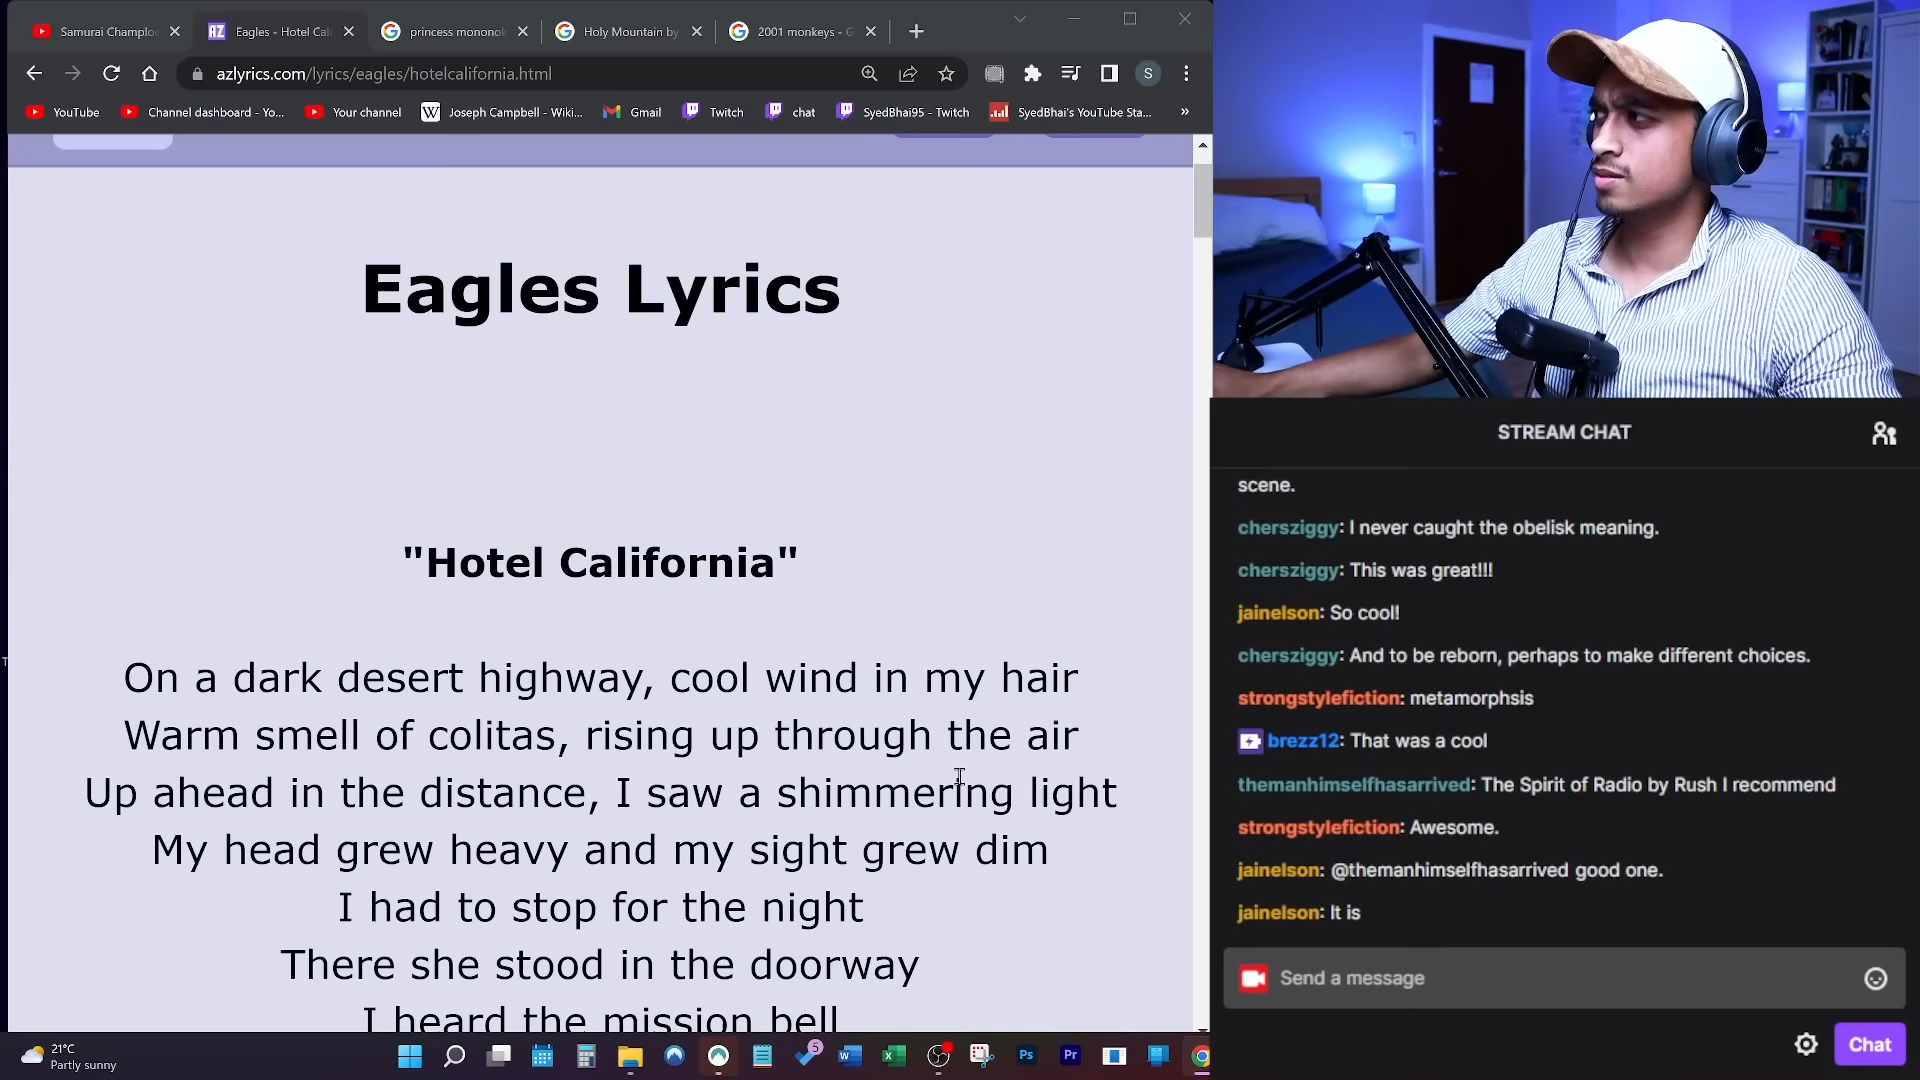 Samurai Champlo
Eagles - Hotel Cali
princess mononok
Holy Mountain by
2001 monkeys - G
azlyrics.com/lyrics/eagles/hotelcalifornia.html
S
YouTube
Channel dashboard - Yo...
Your channel
Joseph Campbell - Wiki...
Gmail
Twitch
chat
SyedBhai95 - Twitch
SyedBhai's YouTube Sta...
»
Eagles Lyrics
"Hotel California"
On a dark desert highway, cool wind in my hair
Warm smell of colitas, rising up through the air
Up ahead in the distance, I saw a shimmering light
My head grew heavy and my sight grew dim
I had to stop for the night
There she stood in the doorway
I heard the mission bell
STREAM CHAT
scene.
chersziggy: I never caught the obelisk meaning.
chersziggy: This was great!!!
jainelson: So cool!
chersziggy: And to be reborn, perhaps to make different choices.
strongstylefiction: metamorphsis
brezz12: That was a cool
themanhimselfhasarrived: The Spirit of Radio by Rush I recommend
strongstylefiction: Awesome.
jainelson: @themanhimselfhasarrived good one.
jainelson: It is
Send a message
Chat
21°C
Partly sunny
5
Ps
Pr